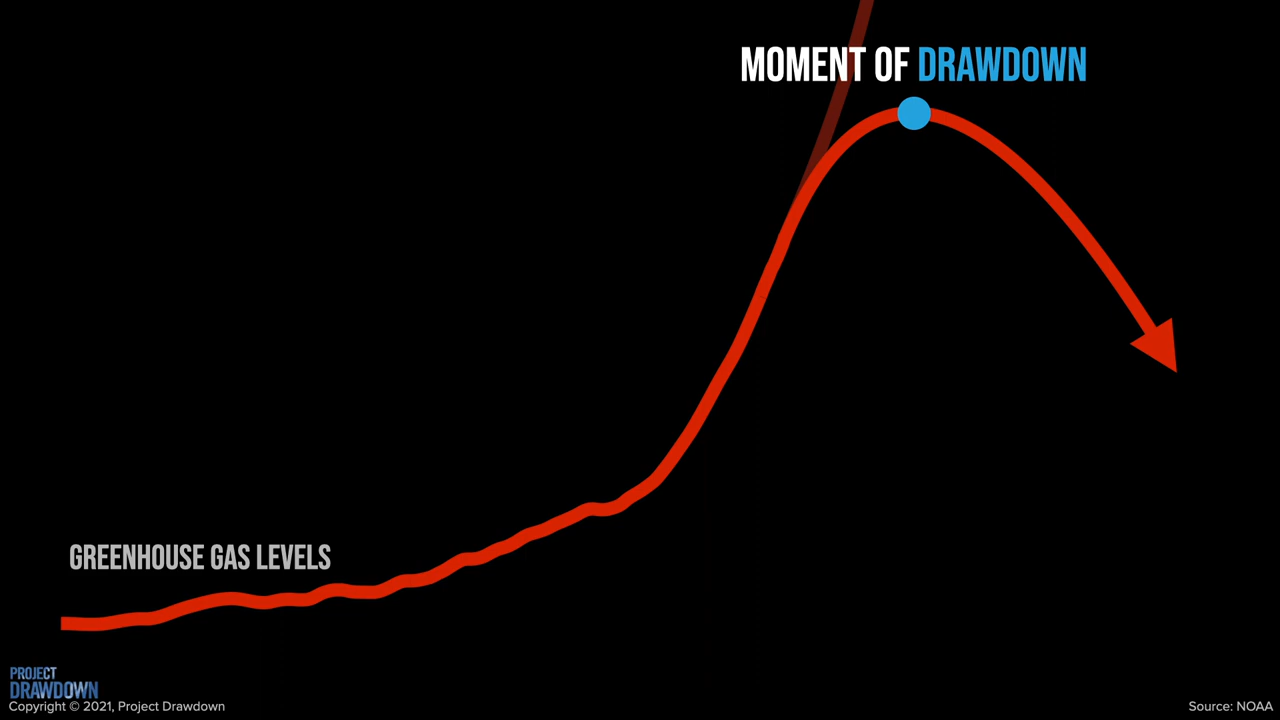 MOMENT OF DRAWDOWN
GREENHOUSE GAS LEVELS
PROJECT
DRAWDOWN
Copyright © 2021, Project Drawdown
Source: NOAA